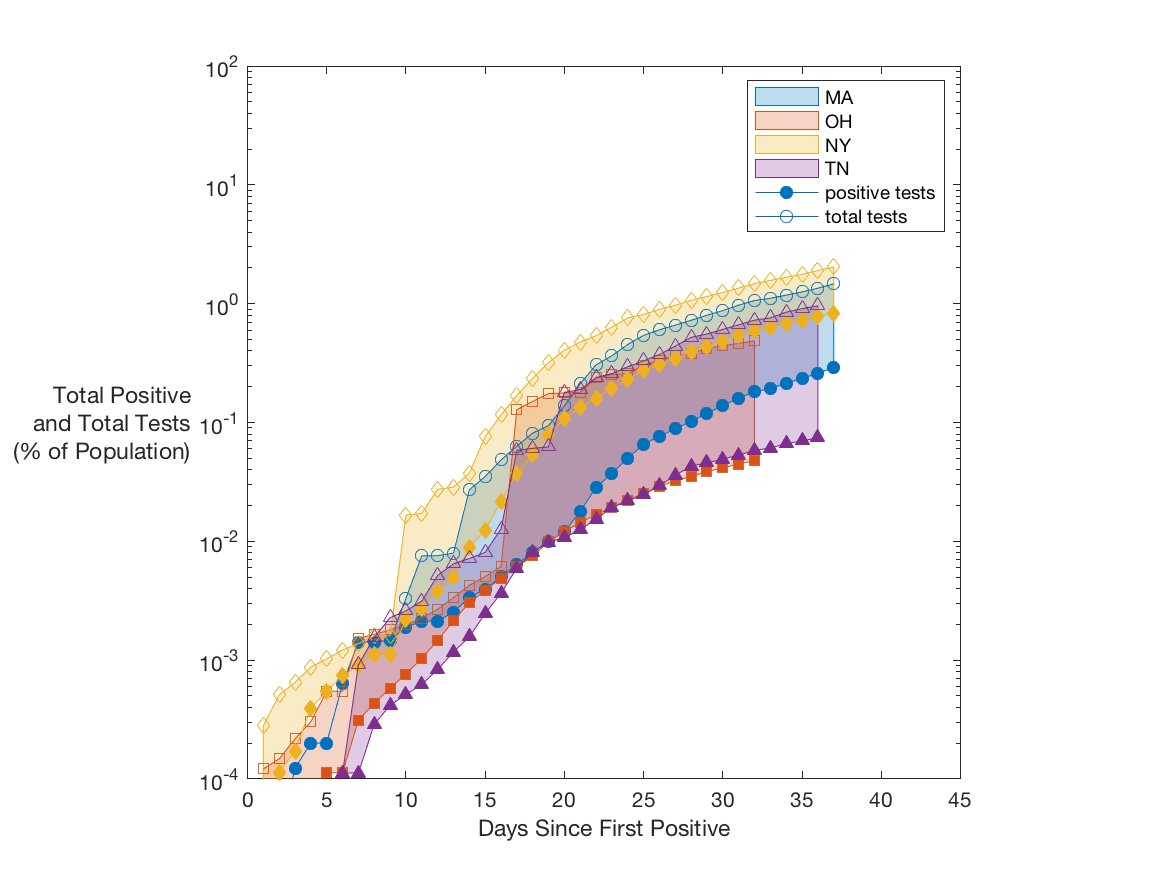 10^2
10^1
10^0
10^-1
10^-2
10^-3
10^-4
Total Positive
and Total Tests
(% of Population)
MA
OH
NY
TN
positive tests
total tests
0 5 10 15 20 25 30 35 40 45
Days Since First Positive